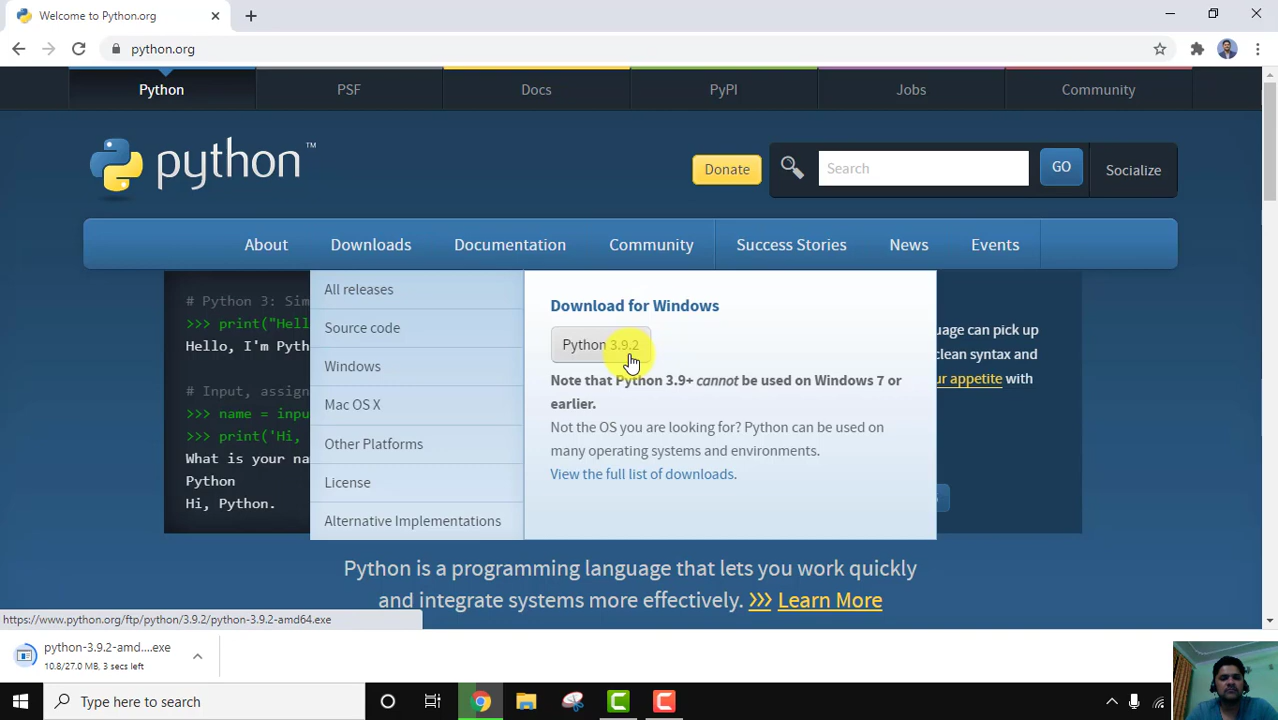 Welcome to Python.org
python.org
Python
PSF
Docs
PyPI
Jobs
Community
python™
Donate
Search
GO
Socialize
About
Downloads
Documentation
Community
Success Stories
News
Events
# Python 3: Sim
>>> print("Hell
Hello, I'm Pyth
# Input, assign
>>> name = inpu
>>> print('Hi,
What is your na
Python
Hi, Python.
All releases
Source code
Windows
Mac OS X
Other Platforms
License
Alternative Implementations
Download for Windows
Python 3.9.2
Note that Python 3.9+ cannot be used on Windows 7 or
earlier.
Not the OS you are looking for? Python can be used on
many operating systems and environments.
View the full list of downloads.
uage can pick up
clean syntax and
ur appetite with
Python is a programming language that lets you work quickly
and integrate systems more effectively. >>> Learn More
https://www.python.org/ftp/python/3.9.2/python-3.9.2-amd64.exe
python-3.9.2-amd....exe
10.8/27.0 MB, 3 secs left
Type here to search